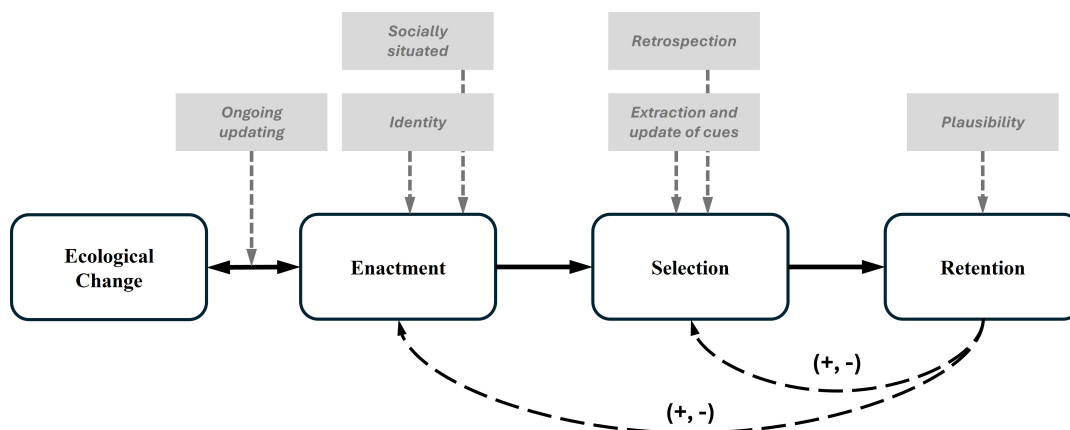 Socially
situated
Retrospection
Ongoing
updating
Identity
Extraction and
update of cues
Plausibility
Ecological
Change
Enactment
Selection
Retention
(+, -)
(+, -)